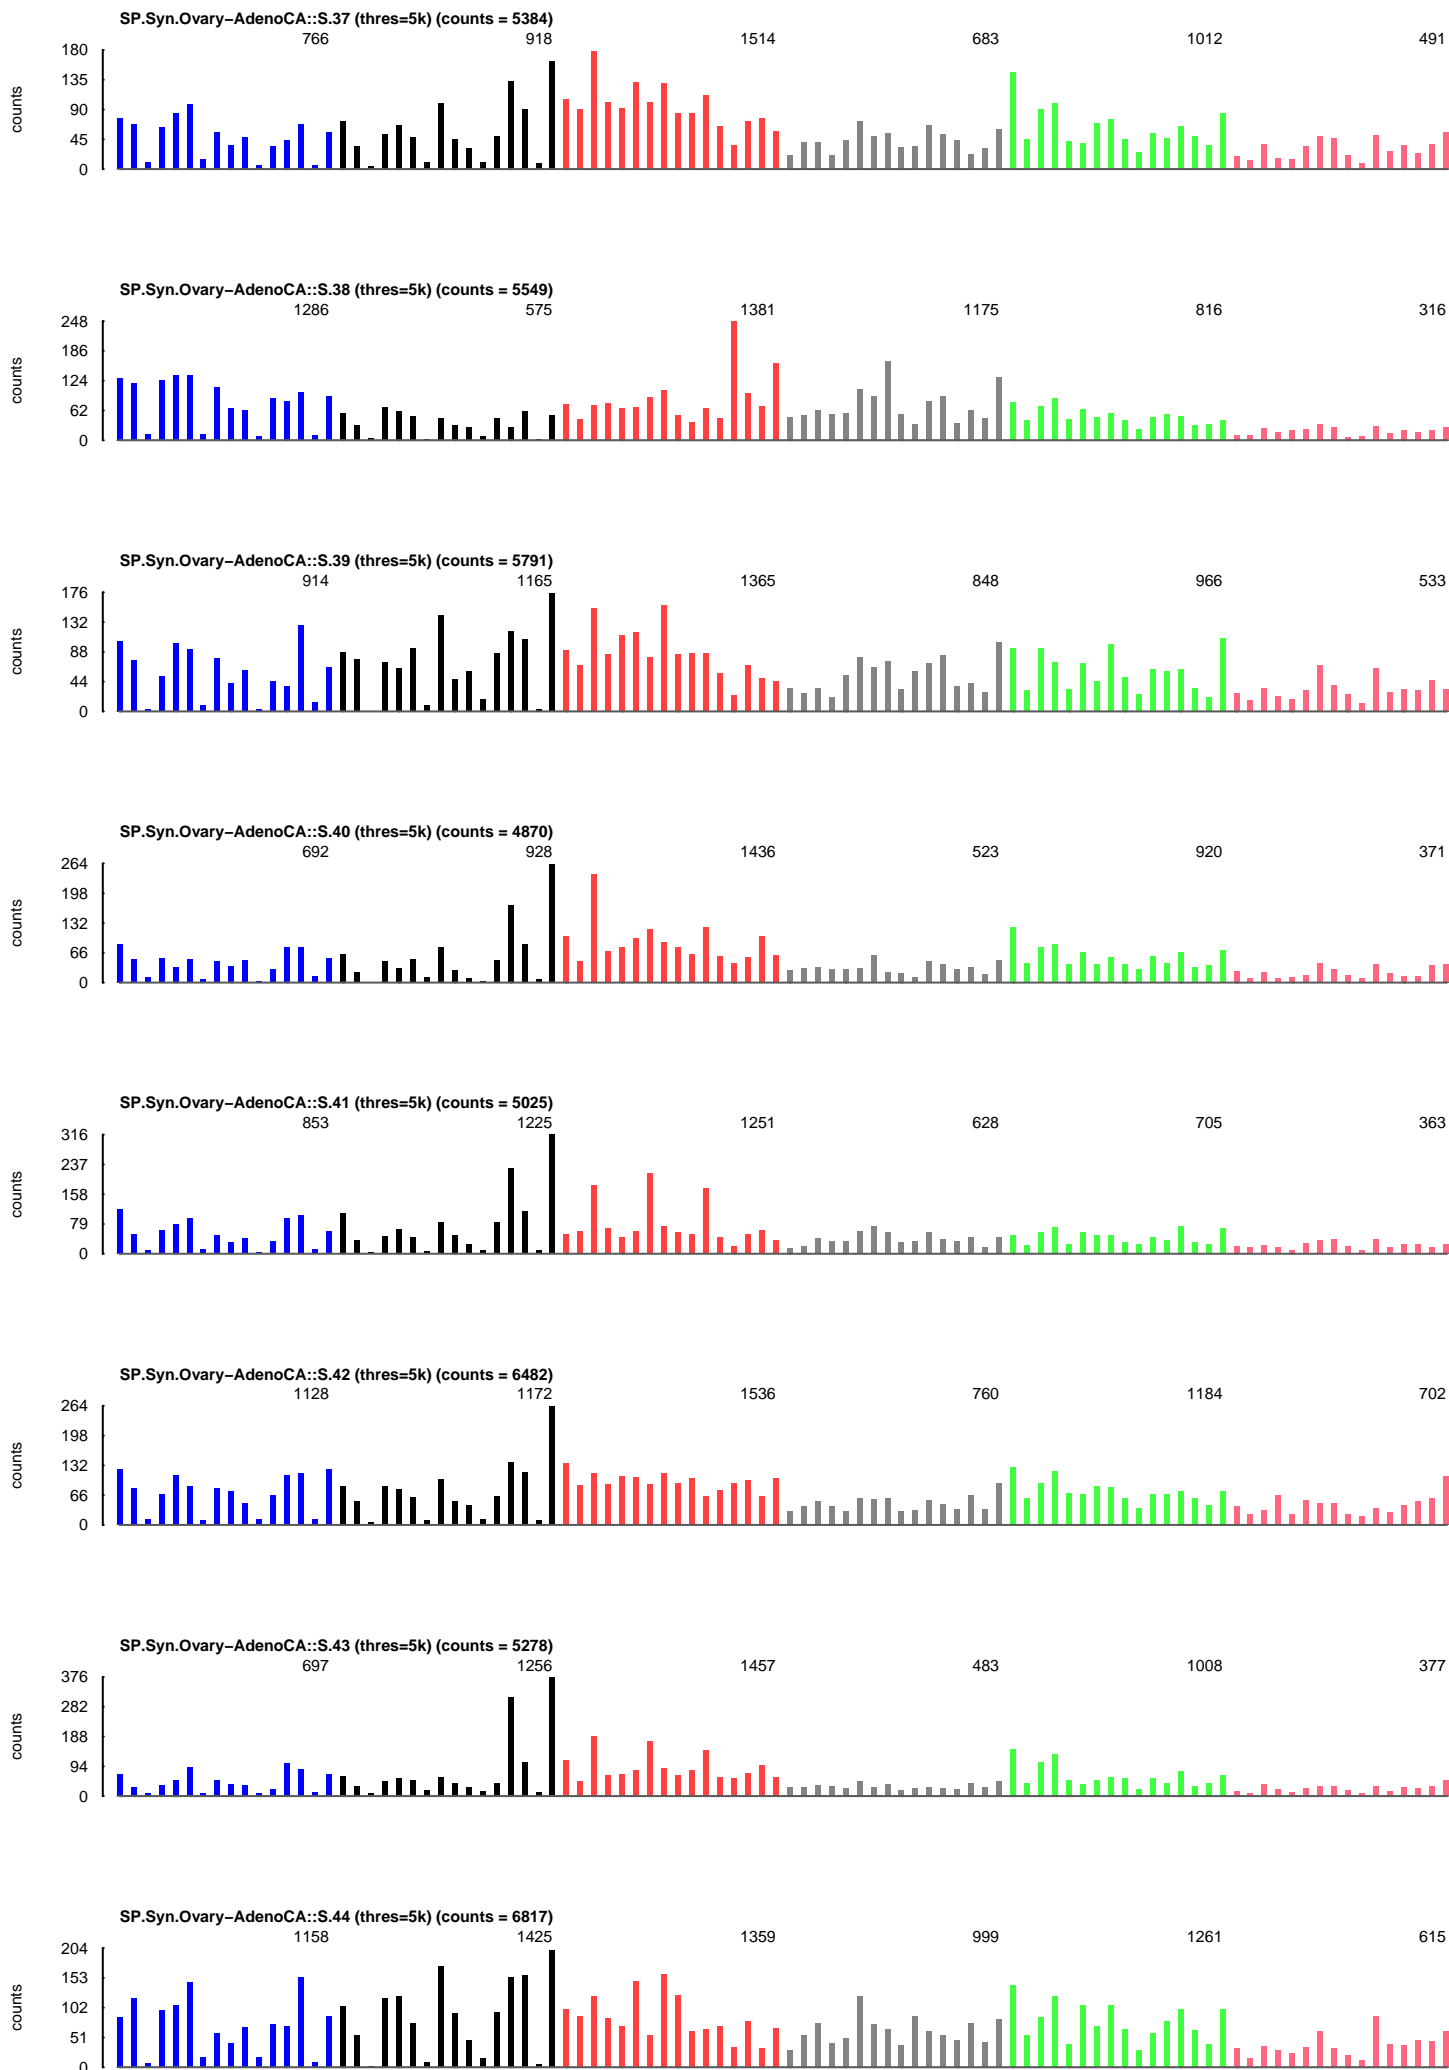 SP.Syn.Ovary−AdenoCA::S.37 (thres=5k) (counts = 5384)
766 918 1514 683 1012 491
180
135
90
45
0
counts
SP.Syn.Ovary−AdenoCA::S.38 (thres=5k) (counts = 5549)
1286 575 1381 1175 816 316
248
186
124
62
0
counts
SP.Syn.Ovary−AdenoCA::S.39 (thres=5k) (counts = 5791)
914 1165 1365 848 966 533
176
132
88
44
0
counts
SP.Syn.Ovary−AdenoCA::S.40 (thres=5k) (counts = 4870)
692 928 1436 523 920 371
264
198
132
66
0
counts
SP.Syn.Ovary−AdenoCA::S.41 (thres=5k) (counts = 5025)
853 1225 1251 628 705 363
316
237
158
79
0
counts
SP.Syn.Ovary−AdenoCA::S.42 (thres=5k) (counts = 6482)
1128 1172 1536 760 1184 702
264
198
132
66
0
counts
SP.Syn.Ovary−AdenoCA::S.43 (thres=5k) (counts = 5278)
697 1256 1457 483 1008 377
376
282
188
94
0
counts
SP.Syn.Ovary−AdenoCA::S.44 (thres=5k) (counts = 6817)
1158 1425 1359 999 1261 615
204
153
102
51
0
counts